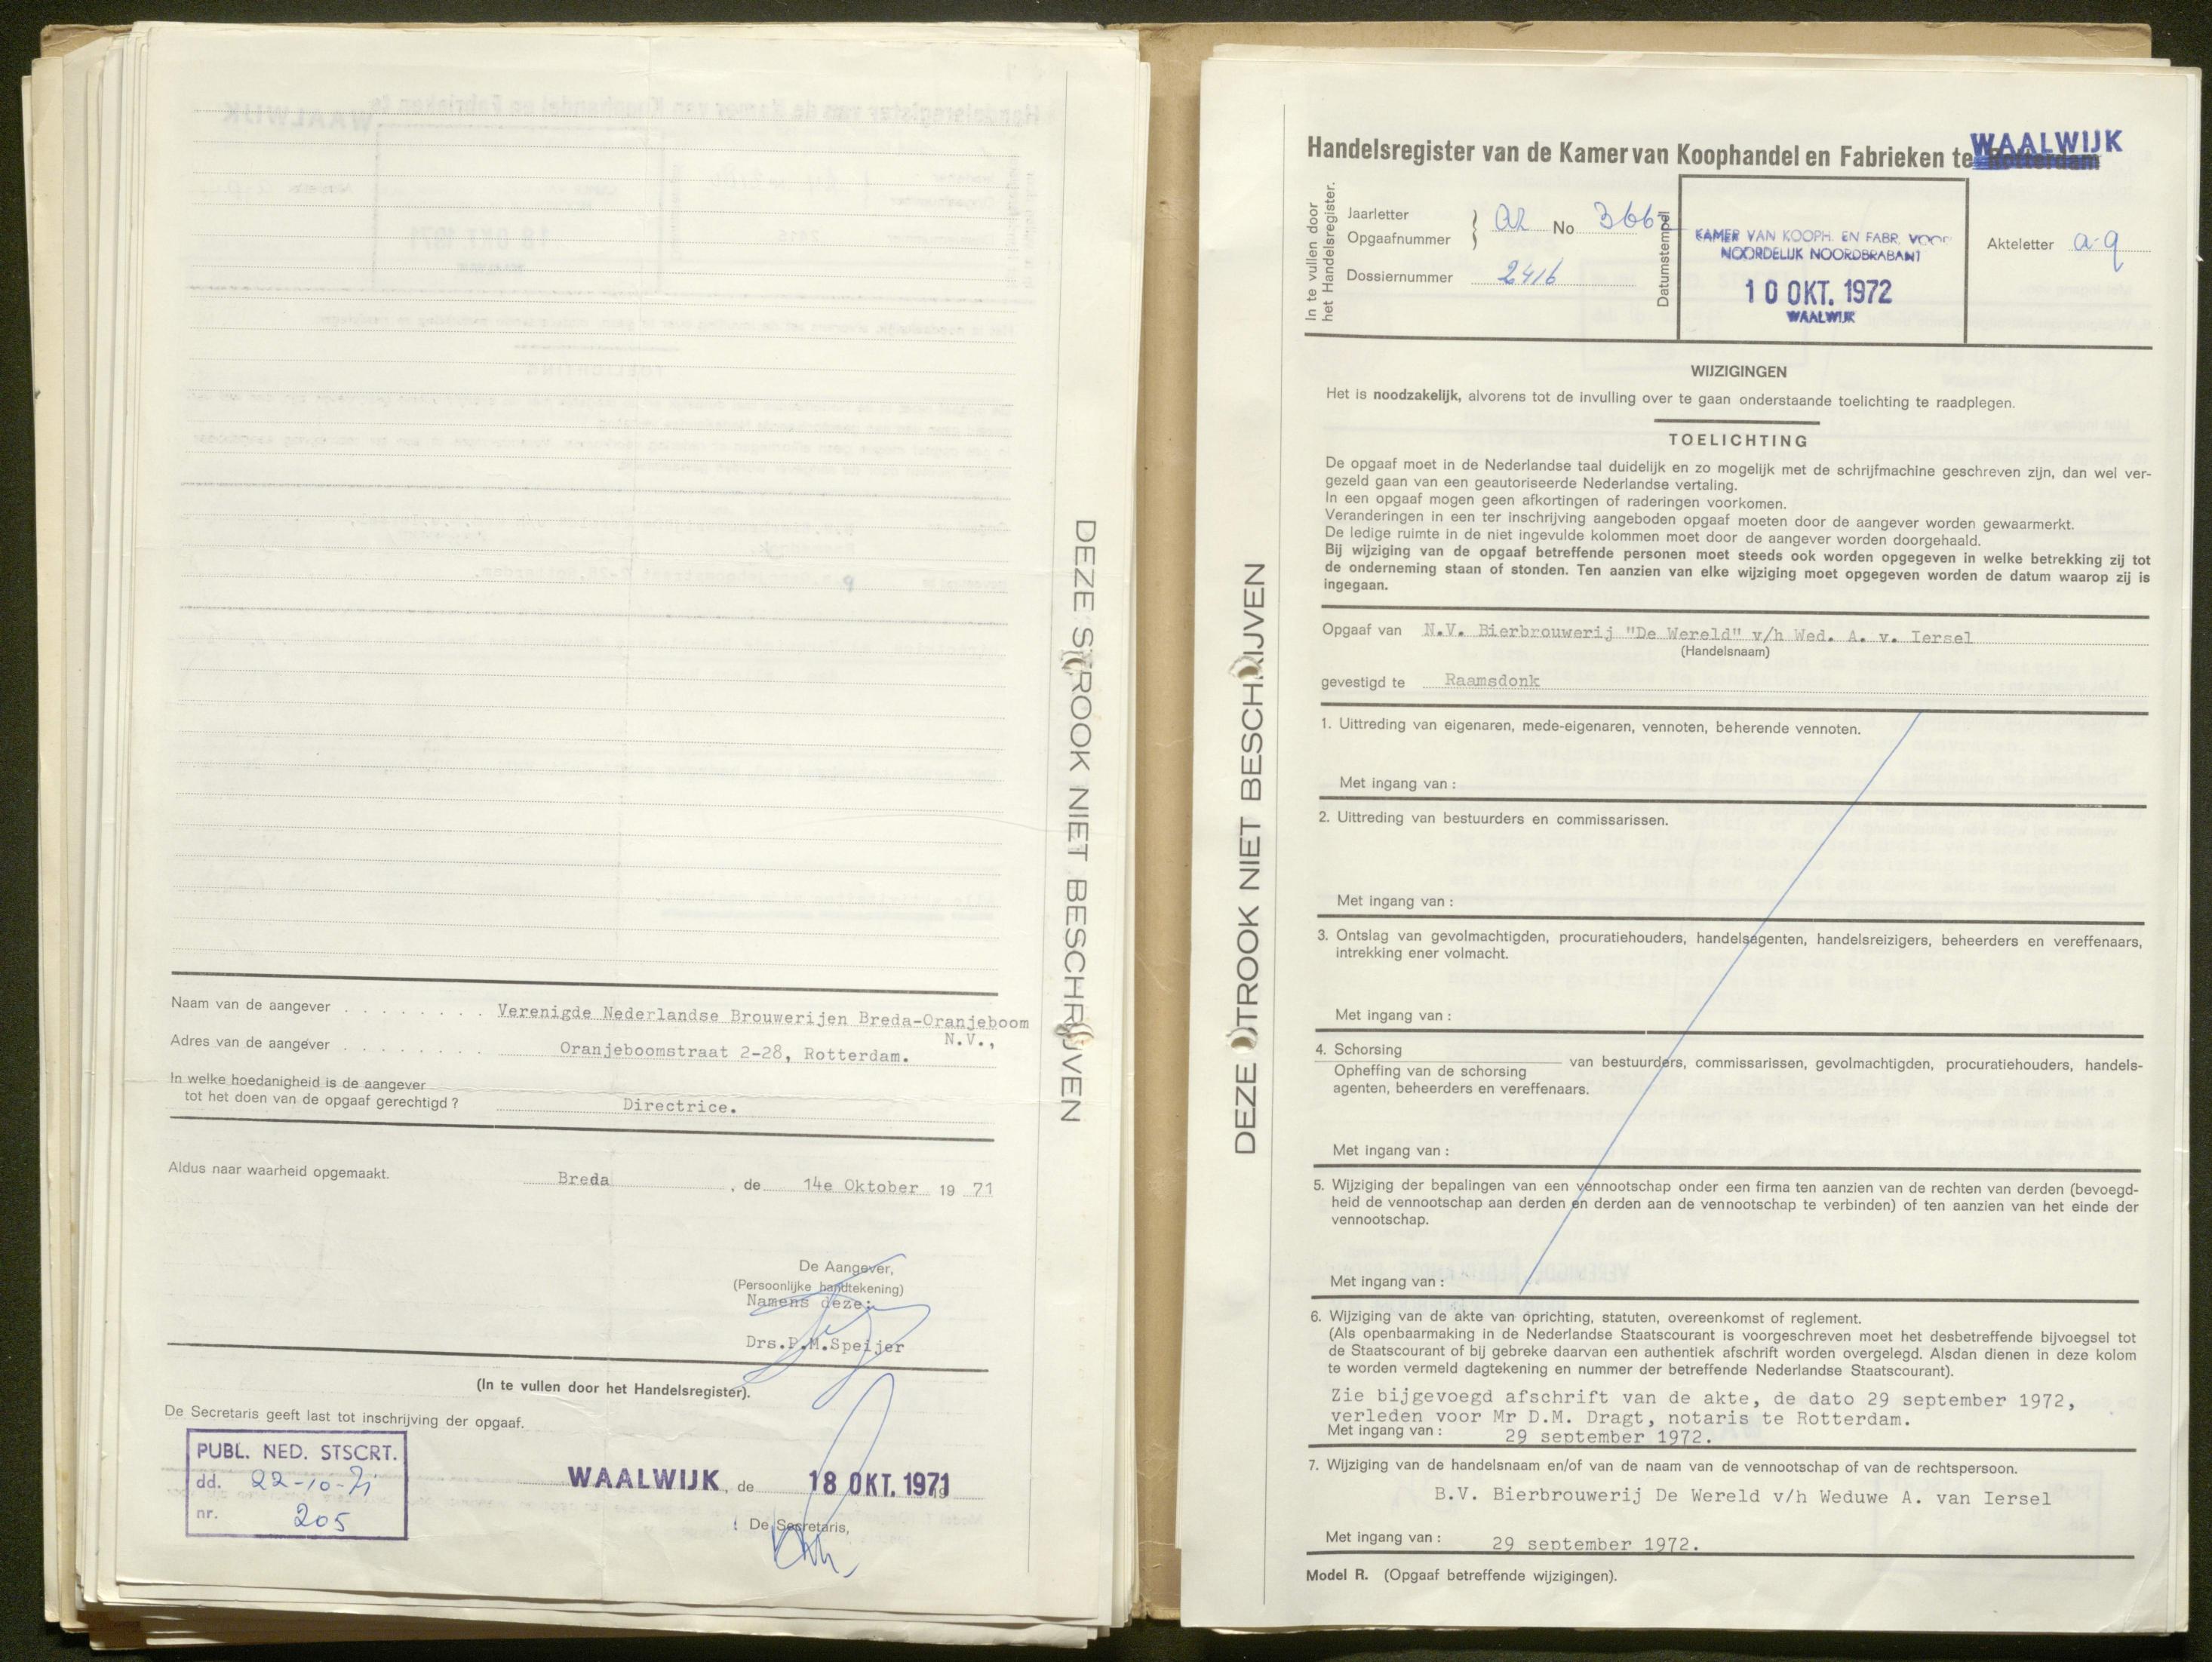 DEZE STROOK NIET BESCHRIJVEN
Naam van de aangever . . . . . . . . Verenigde Nederlandse Brouwerijen Breda-Oranjeboom
N.V.,
Adres van de aangever . . . . . . . . Oranjeboomstraat 2-28, Rotterdam.
In welke hoedanigheid is de aangever
tot het doen van de opgaaf gerechtigd ? Directrice.
Aldus naar waarheid opgemaakt.
Breda , de 14e Oktober 19 71
De Aangever,
(Persoonlijke handtekening)
Namens deze:
Drs.P.M.Speijer
(In te vullen door het Handelsregister).
De Secretaris geeft last tot inschrijving der opgaaf.
PUBL. NED. STSCRT.
dd. 22-10-71
nr. 205
WAALWIJK, de 18 OKT. 1971
De Secretaris,
DEZE STROOK NIET BESCHRIJVEN
Handelsregister van de Kamer van Koophandel en Fabrieken te Rotterdam WAALWIJK
In te vullen door
het Handelsregister.
Jaarletter
Opgaafnummer } a2 No 366
Dossiernummer 2416
Datumstempel
KAMER VAN KOOPH. EN FABR. VOOR
NOORDELIJK NOORDBRABANT
10 OKT. 1972
WAALWIJK
Akteletter a-q
WIJZIGINGEN
Het is noodzakelijk, alvorens tot de invulling over te gaan onderstaande toelichting te raadplegen.
TOELICHTING
De opgaaf moet in de Nederlandse taal duidelijk en zo mogelijk met de schrijfmachine geschreven zijn, dan wel ver-
gezeld gaan van een geautoriseerde Nederlandse vertaling.
In een opgaaf mogen geen afkortingen of raderingen voorkomen.
Veranderingen in een ter inschrijving aangeboden opgaaf moeten door de aangever worden gewaarmerkt.
De ledige ruimte in de niet ingevulde kolommen moet door de aangever worden doorgehaald.
Bij wijziging van de opgaaf betreffende personen moet steeds ook worden opgegeven in welke betrekking zij tot
de onderneming staan of stonden. Ten aanzien van elke wijziging moet opgegeven worden de datum waarop zij is
ingegaan.
Opgaaf van N.V. Bierbrouwerij "De Wereld" v/h Wed. A. v. Iersel
(Handelsnaam)
gevestigd te Raamsdonk
1. Uittreding van eigenaren, mede-eigenaren, vennoten, beherende vennoten.
Met ingang van :
2. Uittreding van bestuurders en commissarissen.
Met ingang van :
3. Ontslag van gevolmachtigden, procuratiehouders, handelsagenten, handelsreizigers, beheerders en vereffenaars,
intrekking ener volmacht.
Met ingang van :
4. Schorsing
Opheffing van de schorsing van bestuurders, commissarissen, gevolmachtigden, procuratiehouders, handels-
agenten, beheerders en vereffenaars.
Met ingang van :
5. Wijziging der bepalingen van een vennootschap onder een firma ten aanzien van de rechten van derden (bevoegd-
heid de vennootschap aan derden en derden aan de vennootschap te verbinden) of ten aanzien van het einde der
vennootschap.
Met ingang van :
6. Wijziging van de akte van oprichting, statuten, overeenkomst of reglement.
(Als openbaarmaking in de Nederlandse Staatscourant is voorgeschreven moet het desbetreffende bijvoegsel tot
de Staatscourant of bij gebreke daarvan een authentiek afschrift worden overgelegd. Alsdan dienen in deze kolom
te worden vermeld dagtekening en nummer der betreffende Nederlandse Staatscourant).
Zie bijgevoegd afschrift van de akte, de dato 29 september 1972,
verleden voor Mr D.M. Dragt, notaris te Rotterdam.
Met ingang van : 29 september 1972.
7. Wijziging van de handelsnaam en/of van de naam van de vennootschap of van de rechtspersoon.
B.V. Bierbrouwerij De Wereld v/h Weduwe A. van Iersel
Met ingang van : 29 september 1972.
Model R. (Opgaaf betreffende wijzigingen).